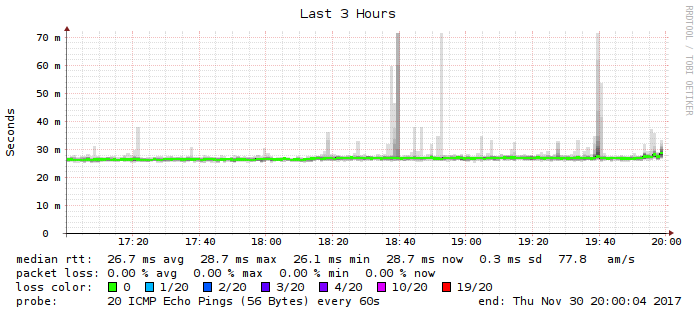 Last 3 Hours
RRDTOOL / TOBI OETIKER
Seconds
70 m
60 m
50 m
40 m
30 m
20 m
10 m
0
17:20 17:40 18:00 18:20 18:40 19:00 19:20 19:40 20:00
median rtt: 26.7 ms avg 28.7 ms max 26.1 ms min 28.7 ms now 0.3 ms sd 77.8 am/s
packet loss: 0.00 % avg 0.00 % max 0.00 % min 0.00 % now
loss color: 0 1/20 2/20 3/20 4/20 10/20 19/20
probe: 20 ICMP Echo Pings (56 Bytes) every 60s end: Thu Nov 30 20:00:04 2017